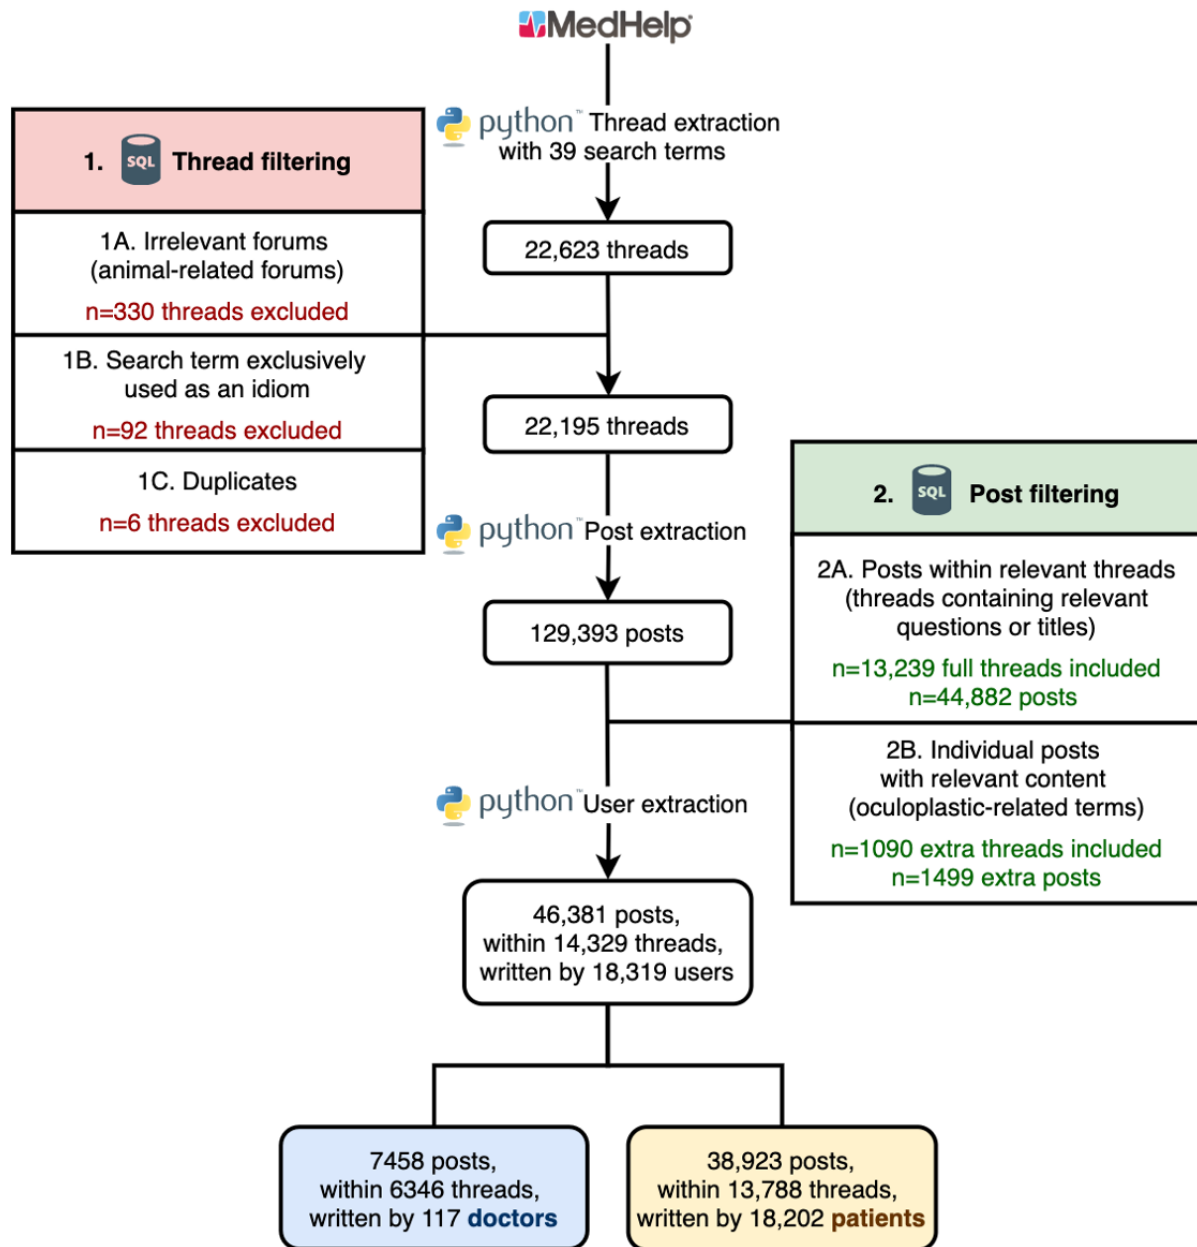 MedHelp
python™ Thread extraction
with 39 search terms
1. SQL Thread filtering
1A. Irrelevant forums
(animal-related forums)
n=330 threads excluded
1B. Search term exclusively
used as an idiom
n=92 threads excluded
1C. Duplicates
n=6 threads excluded
22,623 threads
22,195 threads
python™ Post extraction
129,393 posts
2. SQL Post filtering
2A. Posts within relevant threads
(threads containing relevant
questions or titles)
n=13,239 full threads included
n=44,882 posts
2B. Individual posts
with relevant content
(oculoplastic-related terms)
n=1090 extra threads included
n=1499 extra posts
python™ User extraction
46,381 posts,
within 14,329 threads,
written by 18,319 users
7458 posts,
within 6346 threads,
written by 117 doctors
38,923 posts,
within 13,788 threads,
written by 18,202 patients